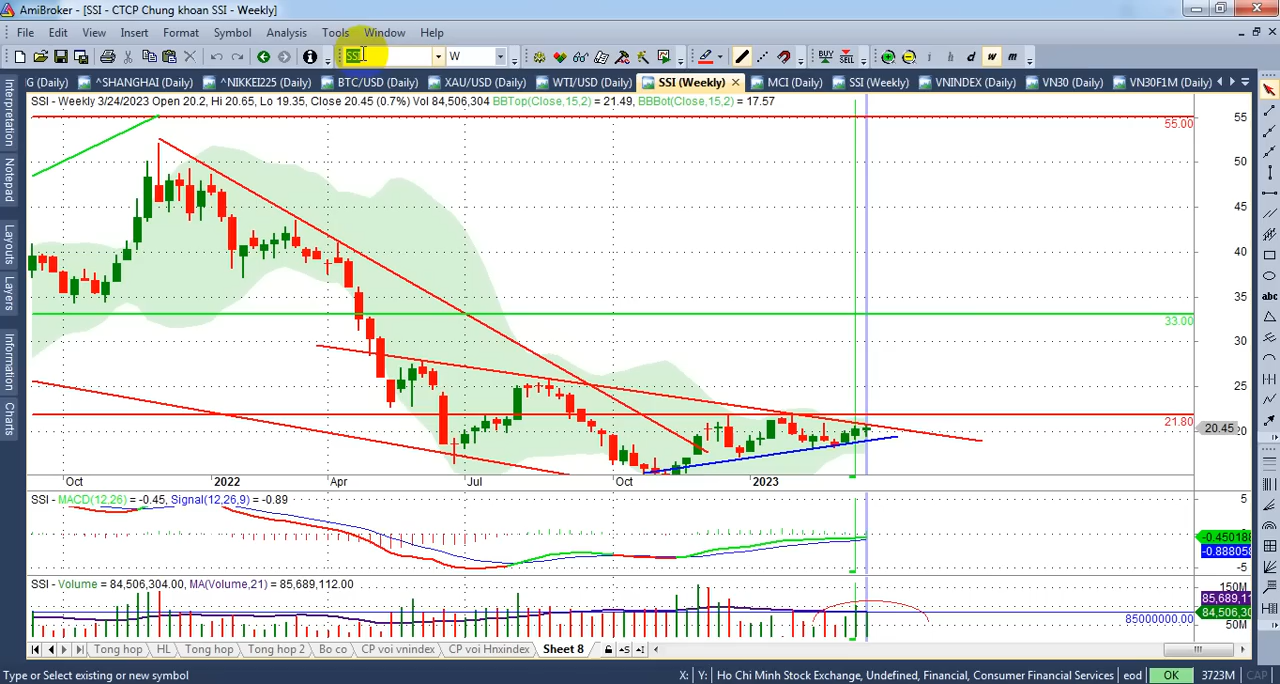 AmiBroker - [SSI - CTCP Chung khoan SSI - Weekly]
File Edit View Insert Format Symbol Analysis Tools Window Help
SSI W BUY SELL i h d w m
G (Daily) ^SHANGHAI (Daily) ^NIKKEI225 (Daily) BTC/USD (Daily) XAU/USD (Daily) WTI/USD (Daily) SSI (Weekly) MCI (Daily) SSI (Weekly) VNINDEX (Daily) VN30 (Daily) VN30F1M (Daily)
SSI - Weekly 3/24/2023 Open 20.2, Hi 20.65, Lo 19.35, Close 20.45 (0.7%) Vol 84,506,304 BBTop(Close,15,2) = 21.49, BBBot(Close,15,2) = 17.57
Interpretation
Notepad
Layouts
Layers
Information
Charts
abc
55
55.00
50
45
40
35
33.00
30
25
21.80
20.45
20
Oct 2022 Apr Jul Oct 2023
SSI - MACD(12,26) = -0.45, Signal(12,26,9) = -0.89
5
0
-0.450188
-0.888058
-5
SSI - Volume = 84,506,304.00, MA(Volume,21) = 85,689,112.00
150M
85,689,11
84,506,30
85000000.00
50M
Tong hop HL Tong hop Tong hop 2 Bo co CP voi vnindex CP voi Hnxindex Sheet 8
Type or Select existing or new symbol X: Y: Ho Chi Minh Stock Exchange, Undefined, Financial, Consumer Financial Services eod OK 3723M CAP